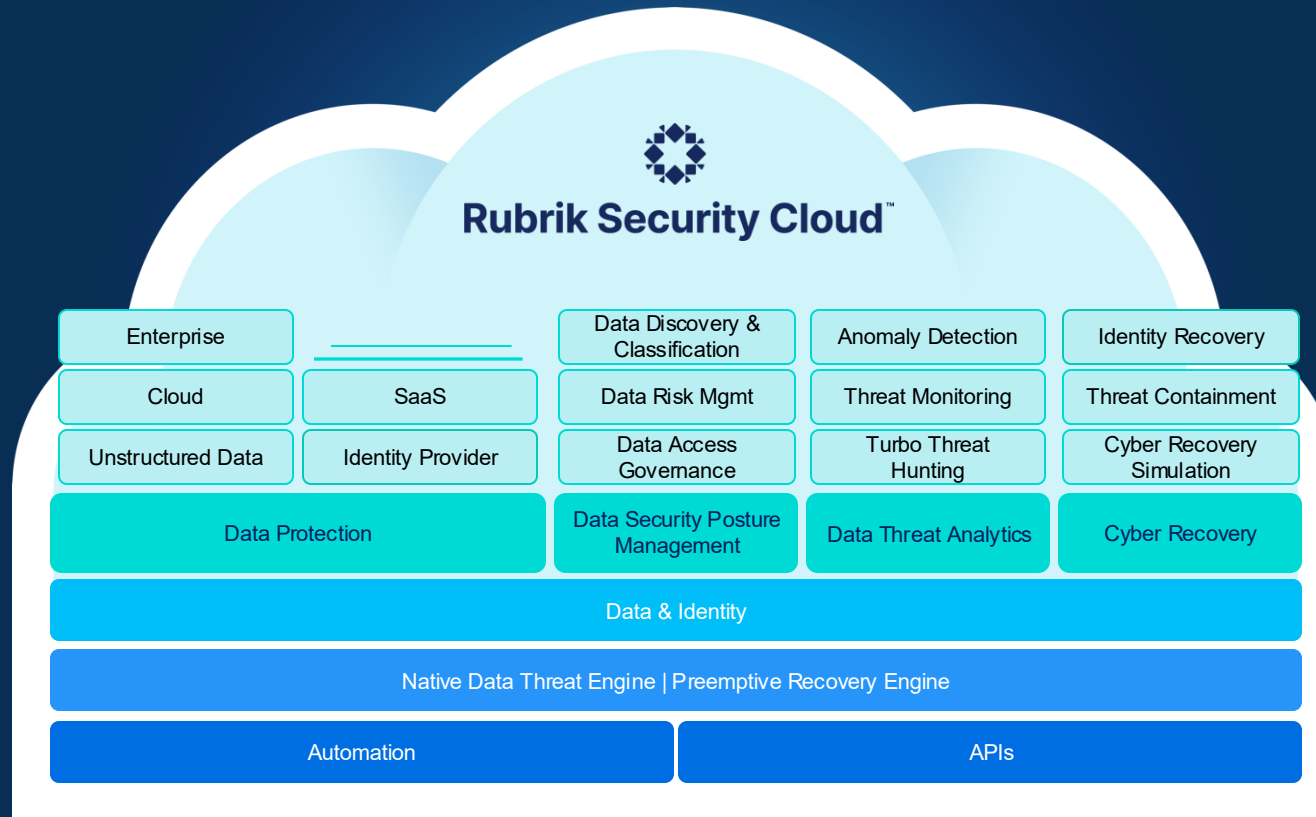 Rubrik Security Cloud™
Enterprise
Data Discovery &
Classification
Anomaly Detection
Identity Recovery
Cloud
SaaS
Data Risk Mgmt
Threat Monitoring
Threat Containment
Unstructured Data
Identity Provider
Data Access
Governance
Turbo Threat
Hunting
Cyber Recovery
Simulation
Data Protection
Data Security Posture
Management
Data Threat Analytics
Cyber Recovery
Data & Identity
Native Data Threat Engine | Preemptive Recovery Engine
Automation
APIs